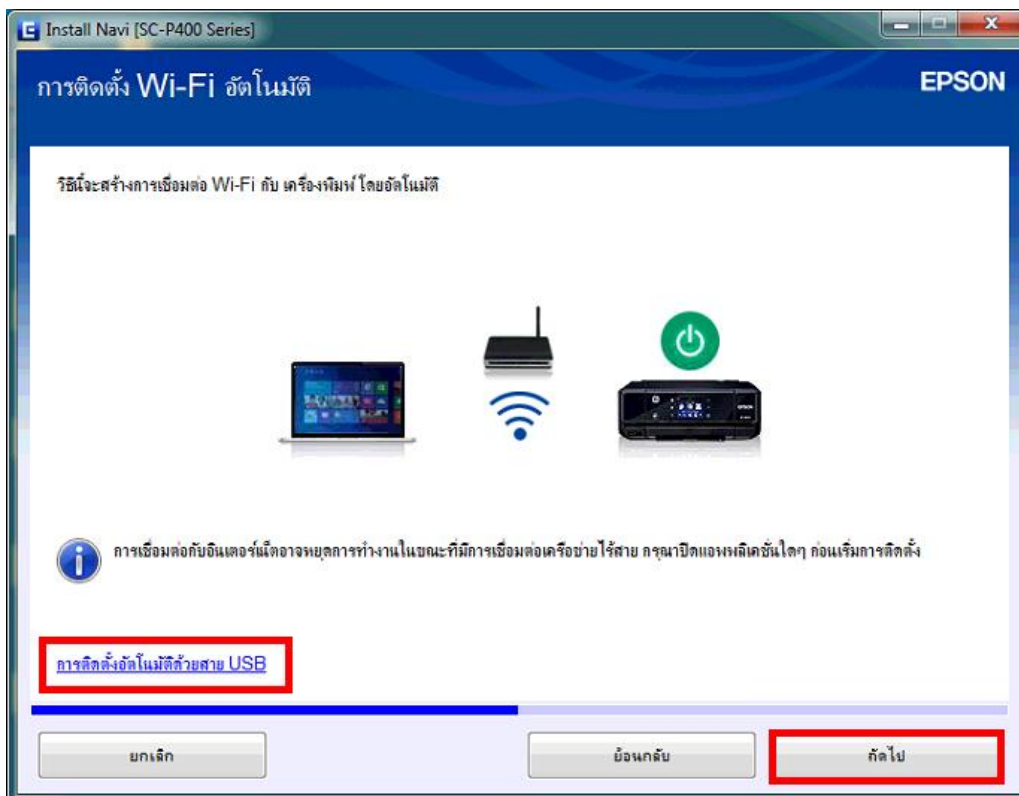 Install Navi [SC-P400 Series]
การติดตั้ง Wi-Fi อัตโนมัติ
EPSON
วิธีนี้จะสร้างการเชื่อมต่อ Wi-Fi กับ เครื่องพิมพ์ โดยอัตโนมัติ
การเชื่อมต่อกับอินเตอร์เน็ตอาจหยุดการทำงานในขณะที่มีการเชื่อมต่อเครือข่ายไร้สาย กรุณาปิดแอพพลิเคชั่นใดๆ ก่อนเริ่มการติดตั้ง
การติดตั้งอัตโนมัติด้วยสาย USB
ยกเลิก
ย้อนกลับ
ถัดไป